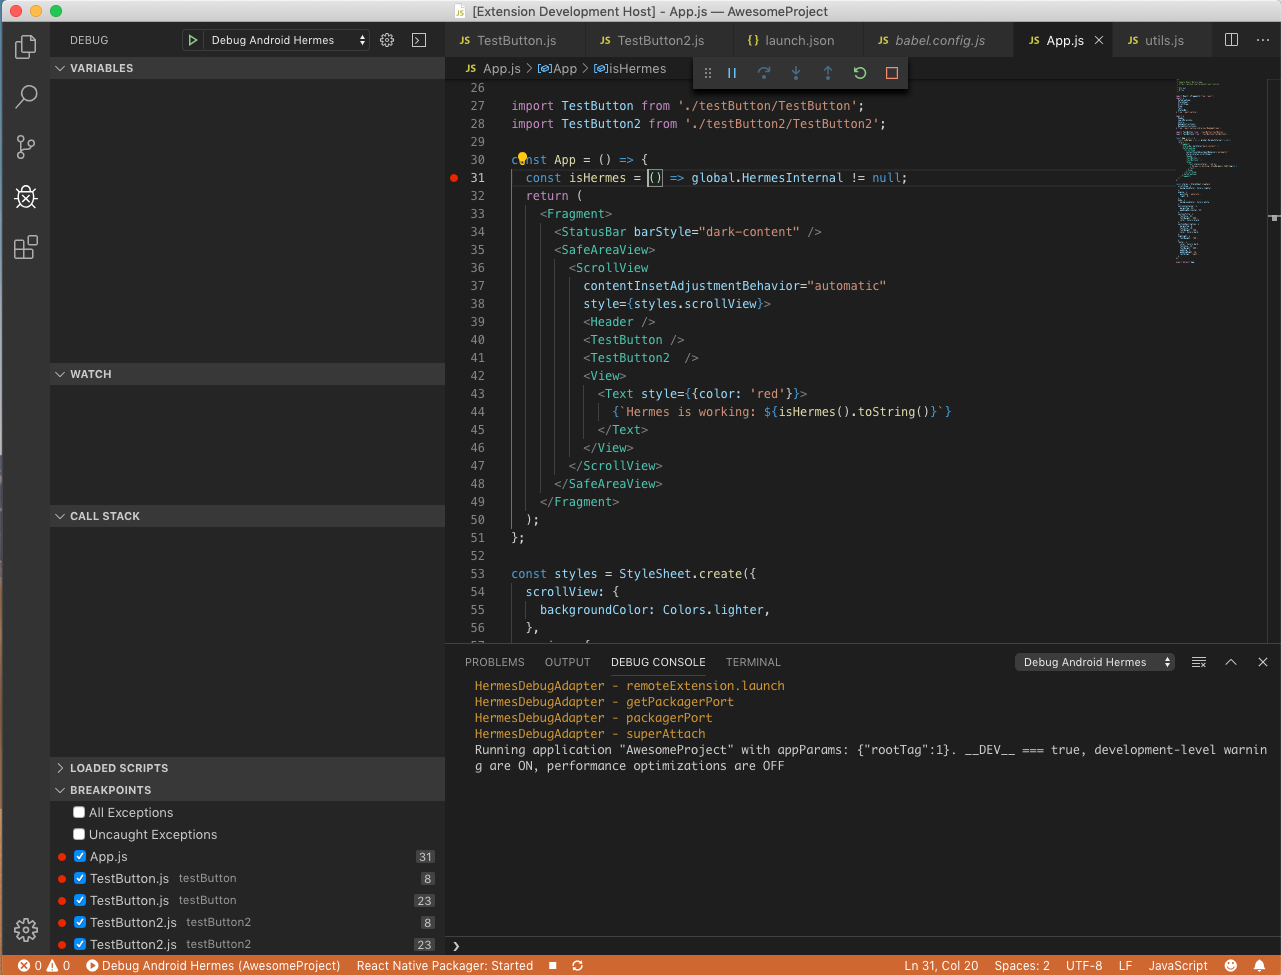 [Extension Development Host] - App.js — AwesomeProject
DEBUG
Debug Android Hermes
JS TestButton.js
JS TestButton2.js
{ } launch.json
JS babel.config.js
JS App.js
JS utils.js
VARIABLES
JS App.js > App > isHermes
26
27 import TestButton from './testButton/TestButton';
28 import TestButton2 from './testButton2/TestButton2';
29
30 const App = () => {
31 const isHermes = () => global.HermesInternal != null;
32 return (
33 <Fragment>
34 <StatusBar barStyle="dark-content" />
35 <SafeAreaView>
36 <ScrollView
37 contentInsetAdjustmentBehavior="automatic"
38 style={styles.scrollView}>
39 <Header />
40 <TestButton />
41 <TestButton2  />
42 <View>
43 <Text style={{color: 'red'}}>
44 {`Hermes is working: ${isHermes().toString()}`}
45 </Text>
46 </View>
47 </ScrollView>
48 </SafeAreaView>
49 </Fragment>
50 );
51 };
52
53 const styles = StyleSheet.create({
54 scrollView: {
55 backgroundColor: Colors.lighter,
56 },
WATCH
CALL STACK
LOADED SCRIPTS
BREAKPOINTS
All Exceptions
Uncaught Exceptions
App.js 31
TestButton.js testButton 8
TestButton.js testButton 23
TestButton2.js testButton2 8
TestButton2.js testButton2 23
PROBLEMS OUTPUT DEBUG CONSOLE TERMINAL
Debug Android Hermes
HermesDebugAdapter - remoteExtension.launch
HermesDebugAdapter - getPackagerPort
HermesDebugAdapter - packagerPort
HermesDebugAdapter - superAttach
Running application "AwesomeProject" with appParams: {"rootTag":1}. __DEV__ === true, development-level warnin
g are ON, performance optimizations are OFF
0 0 Debug Android Hermes (AwesomeProject) React Native Packager: Started
Ln 31, Col 20 Spaces: 2 UTF-8 LF JavaScript